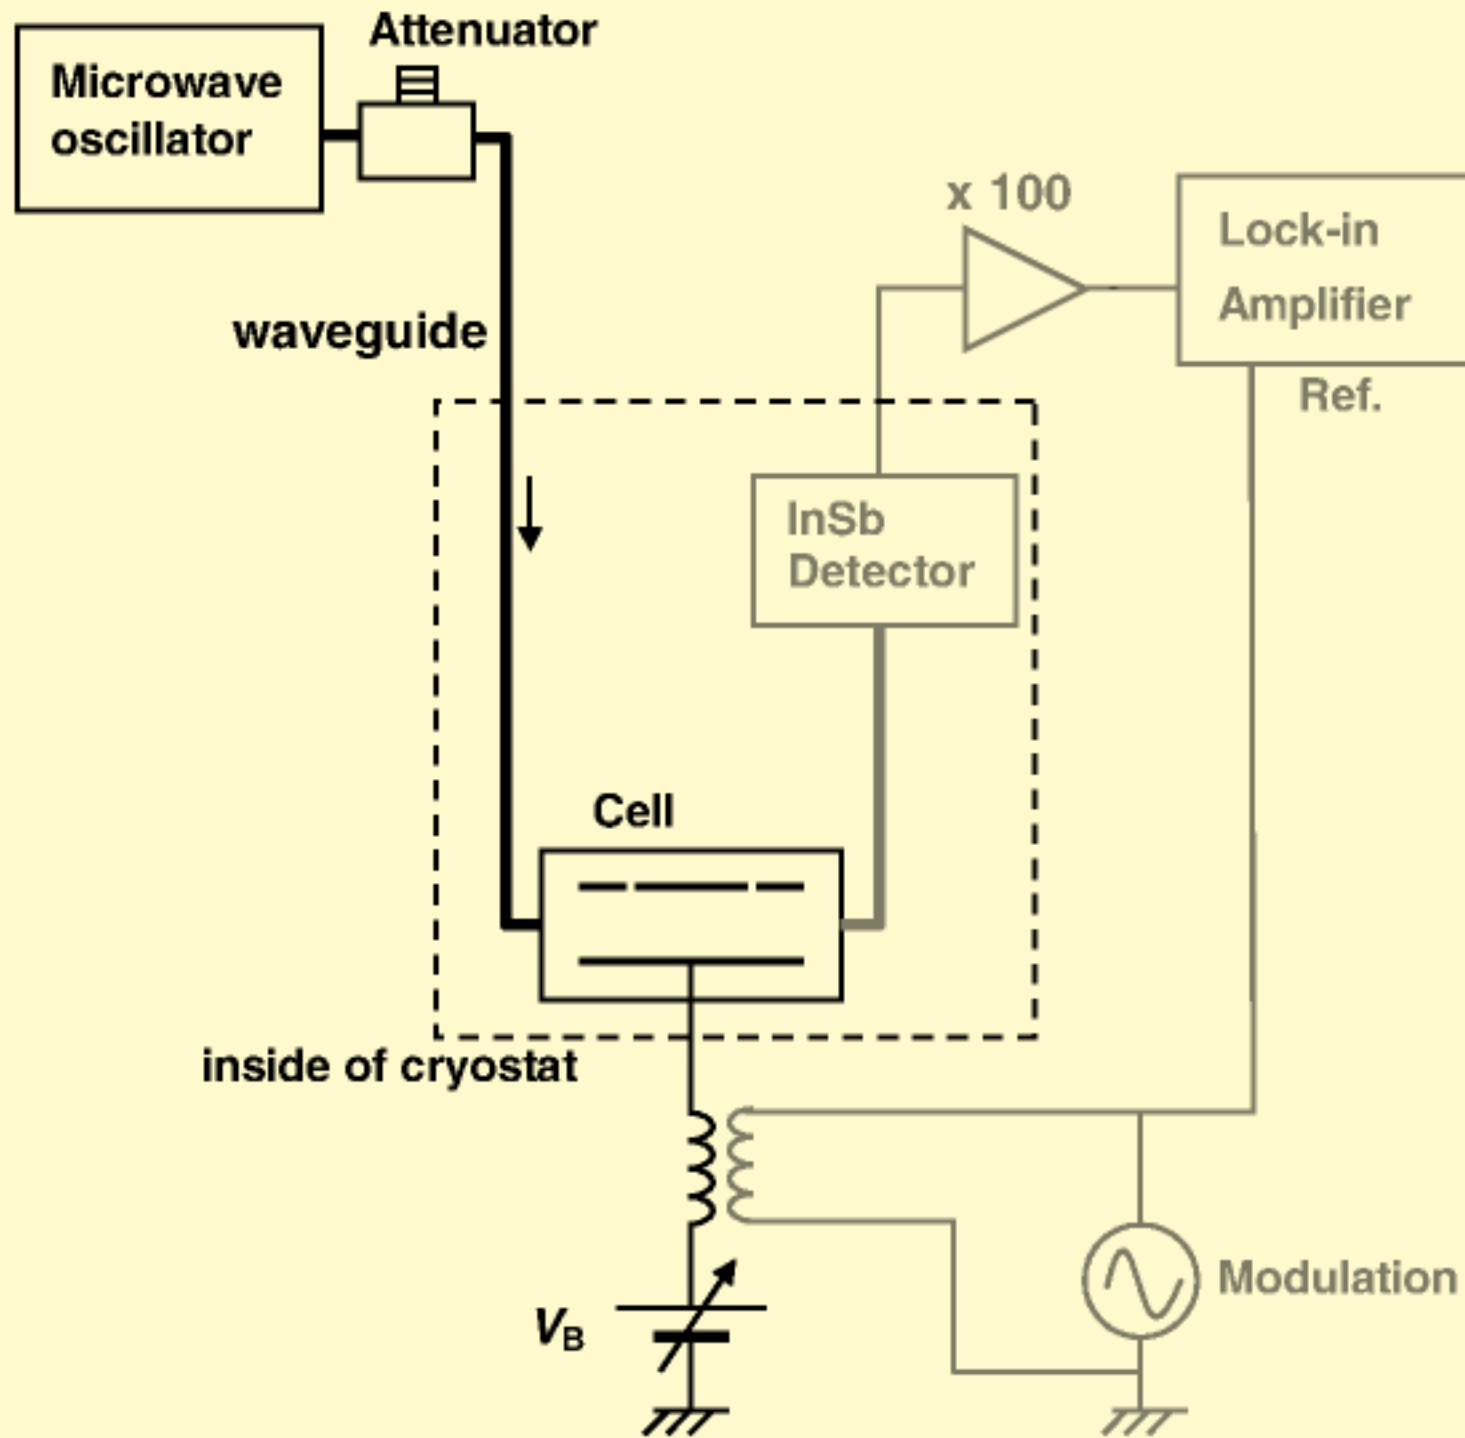 Attenuator
Microwave
oscillator
x 100
Lock-in
Amplifier
waveguide
Ref.
InSb
Detector
Cell
inside of cryostat
Modulation
VB